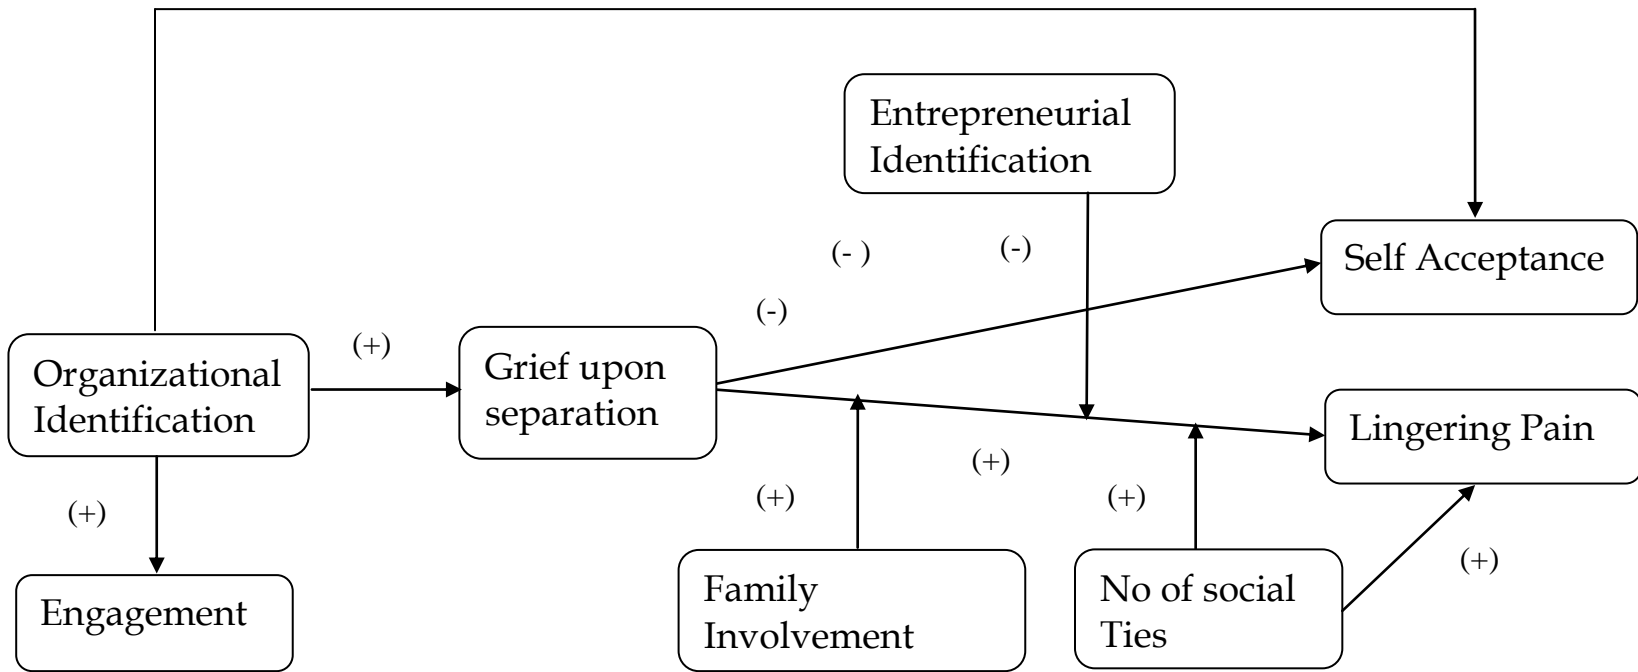 Entrepreneurial
Identification
(- )
(-)
Self Acceptance
(-)
(+)
Organizational
Identification
Grief upon
separation
Lingering Pain
(+)
(+)
(+)
(+)
(+)
Engagement
Family
Involvement
No of social
Ties